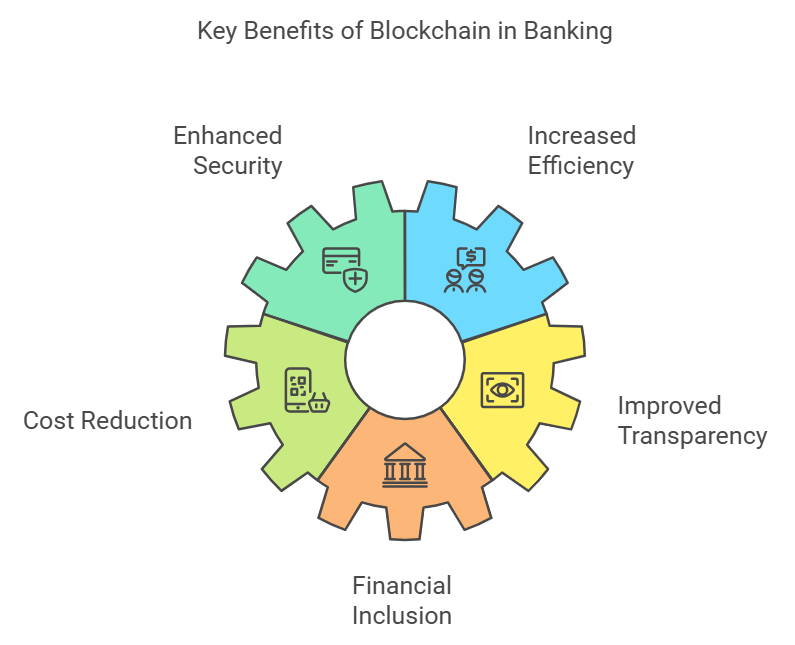 Key Benefits of Blockchain in Banking
Enhanced
Security
Increased
Efficiency
$
Cost Reduction
Improved
Transparency
Financial
Inclusion